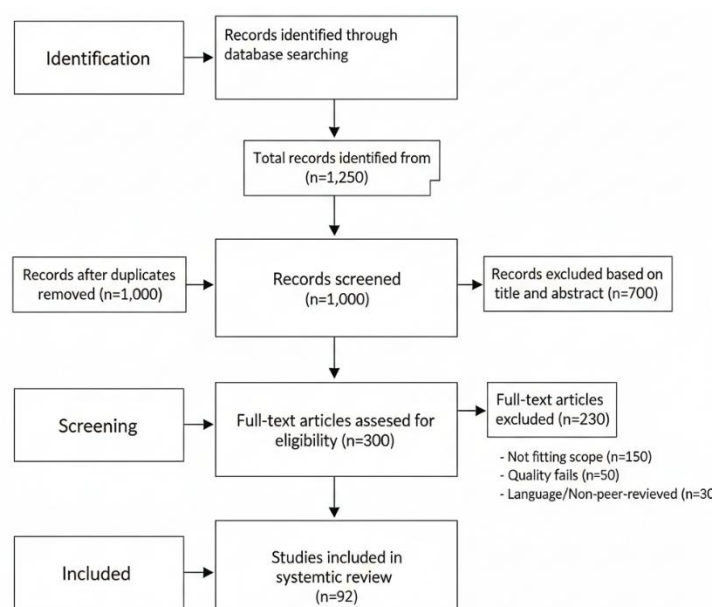 Identification
Records identified through
database searching
Total records identified from
(n=1,250)
Records after duplicates
removed (n=1,000)
Records screened
(n=1,000)
Records excluded based on
title and abstract (n=700)
Screening
Full-text articles assesed for
eligibility (n=300)
Full-text articles
excluded (n=230)
- Not fitting scope (n=150)
- Quality fails (n=50)
- Language/Non-peer-revieved (n=30
Included
Studies included in
systemtic review
(n=92)